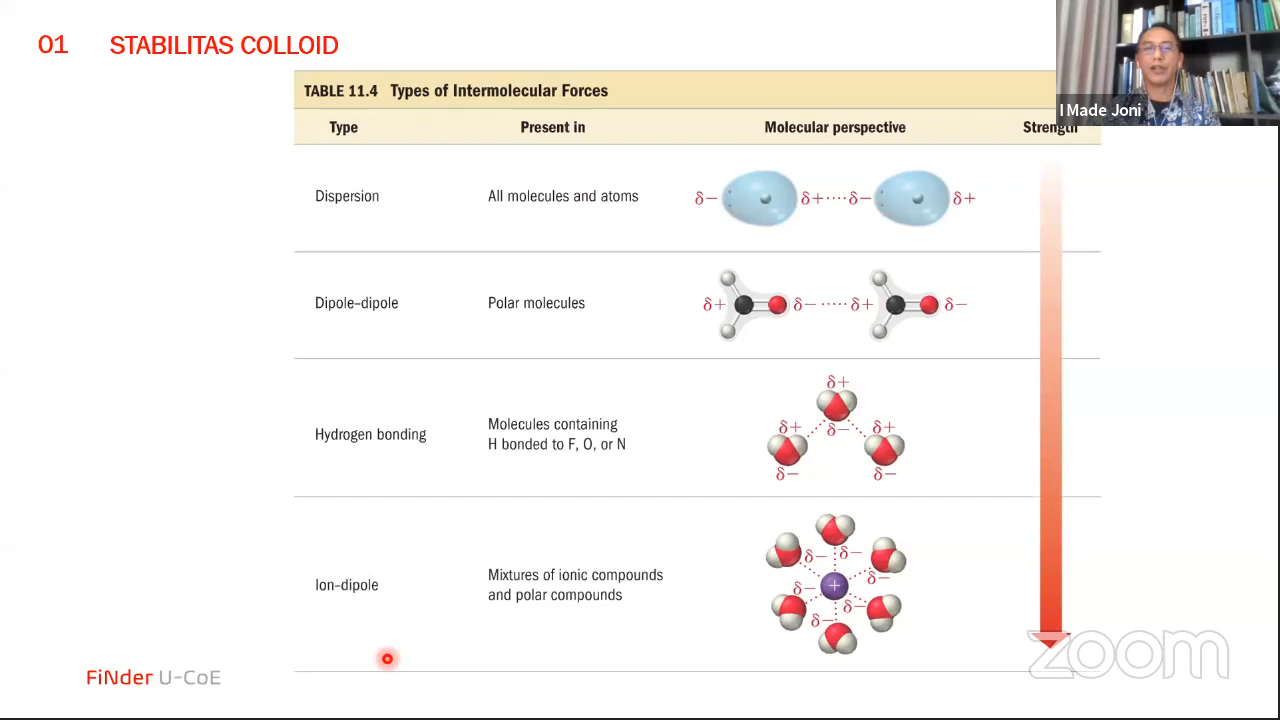 01 STABILITAS COLLOID
I Made Joni
TABLE 11.4 Types of Intermolecular Forces
Type Present in Molecular perspective Strength
Dispersion All molecules and atoms δ− δ+ ···· δ− δ+
Dipole–dipole Polar molecules δ+ δ− ····· δ+ δ−
δ+
δ+ δ− δ+
Hydrogen bonding Molecules containing
H bonded to F, O, or N
δ− δ−
δ− δ−
δ−
Ion–dipole Mixtures of ionic compounds
and polar compounds
δ− +
δ−
δ−
zoom
FiNder U-CoE